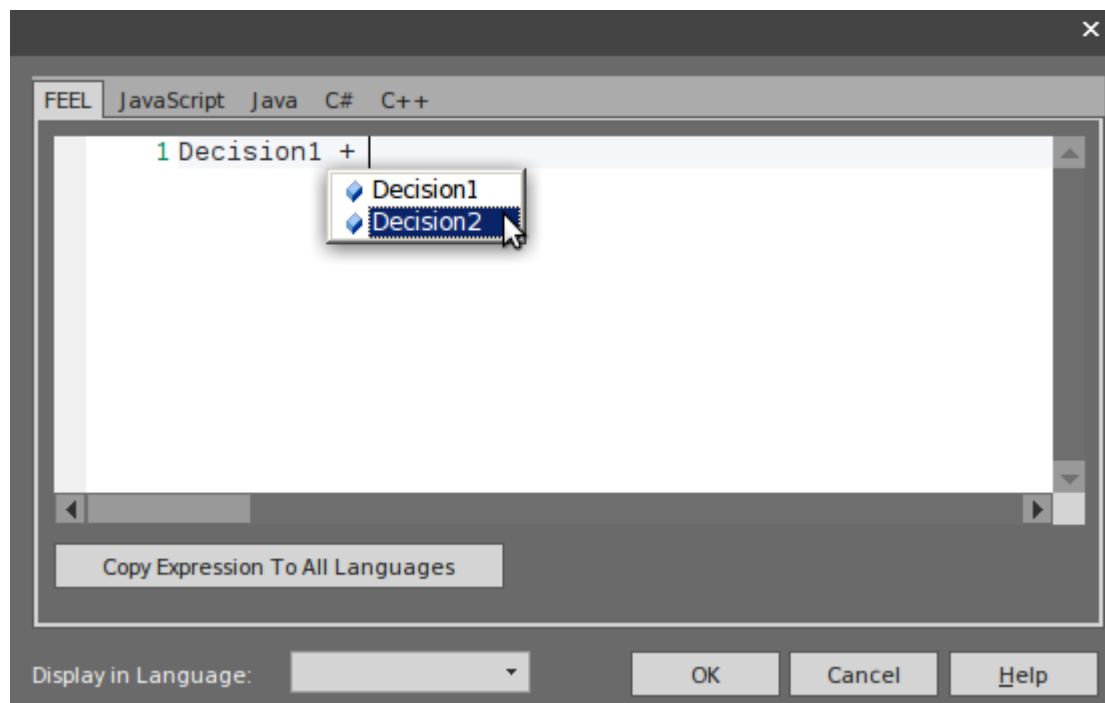 FEEL JavaScript Java C# C++
1 Decision1 +
Decision1
Decision2
Copy Expression To All Languages
Display in Language: OK Cancel Help